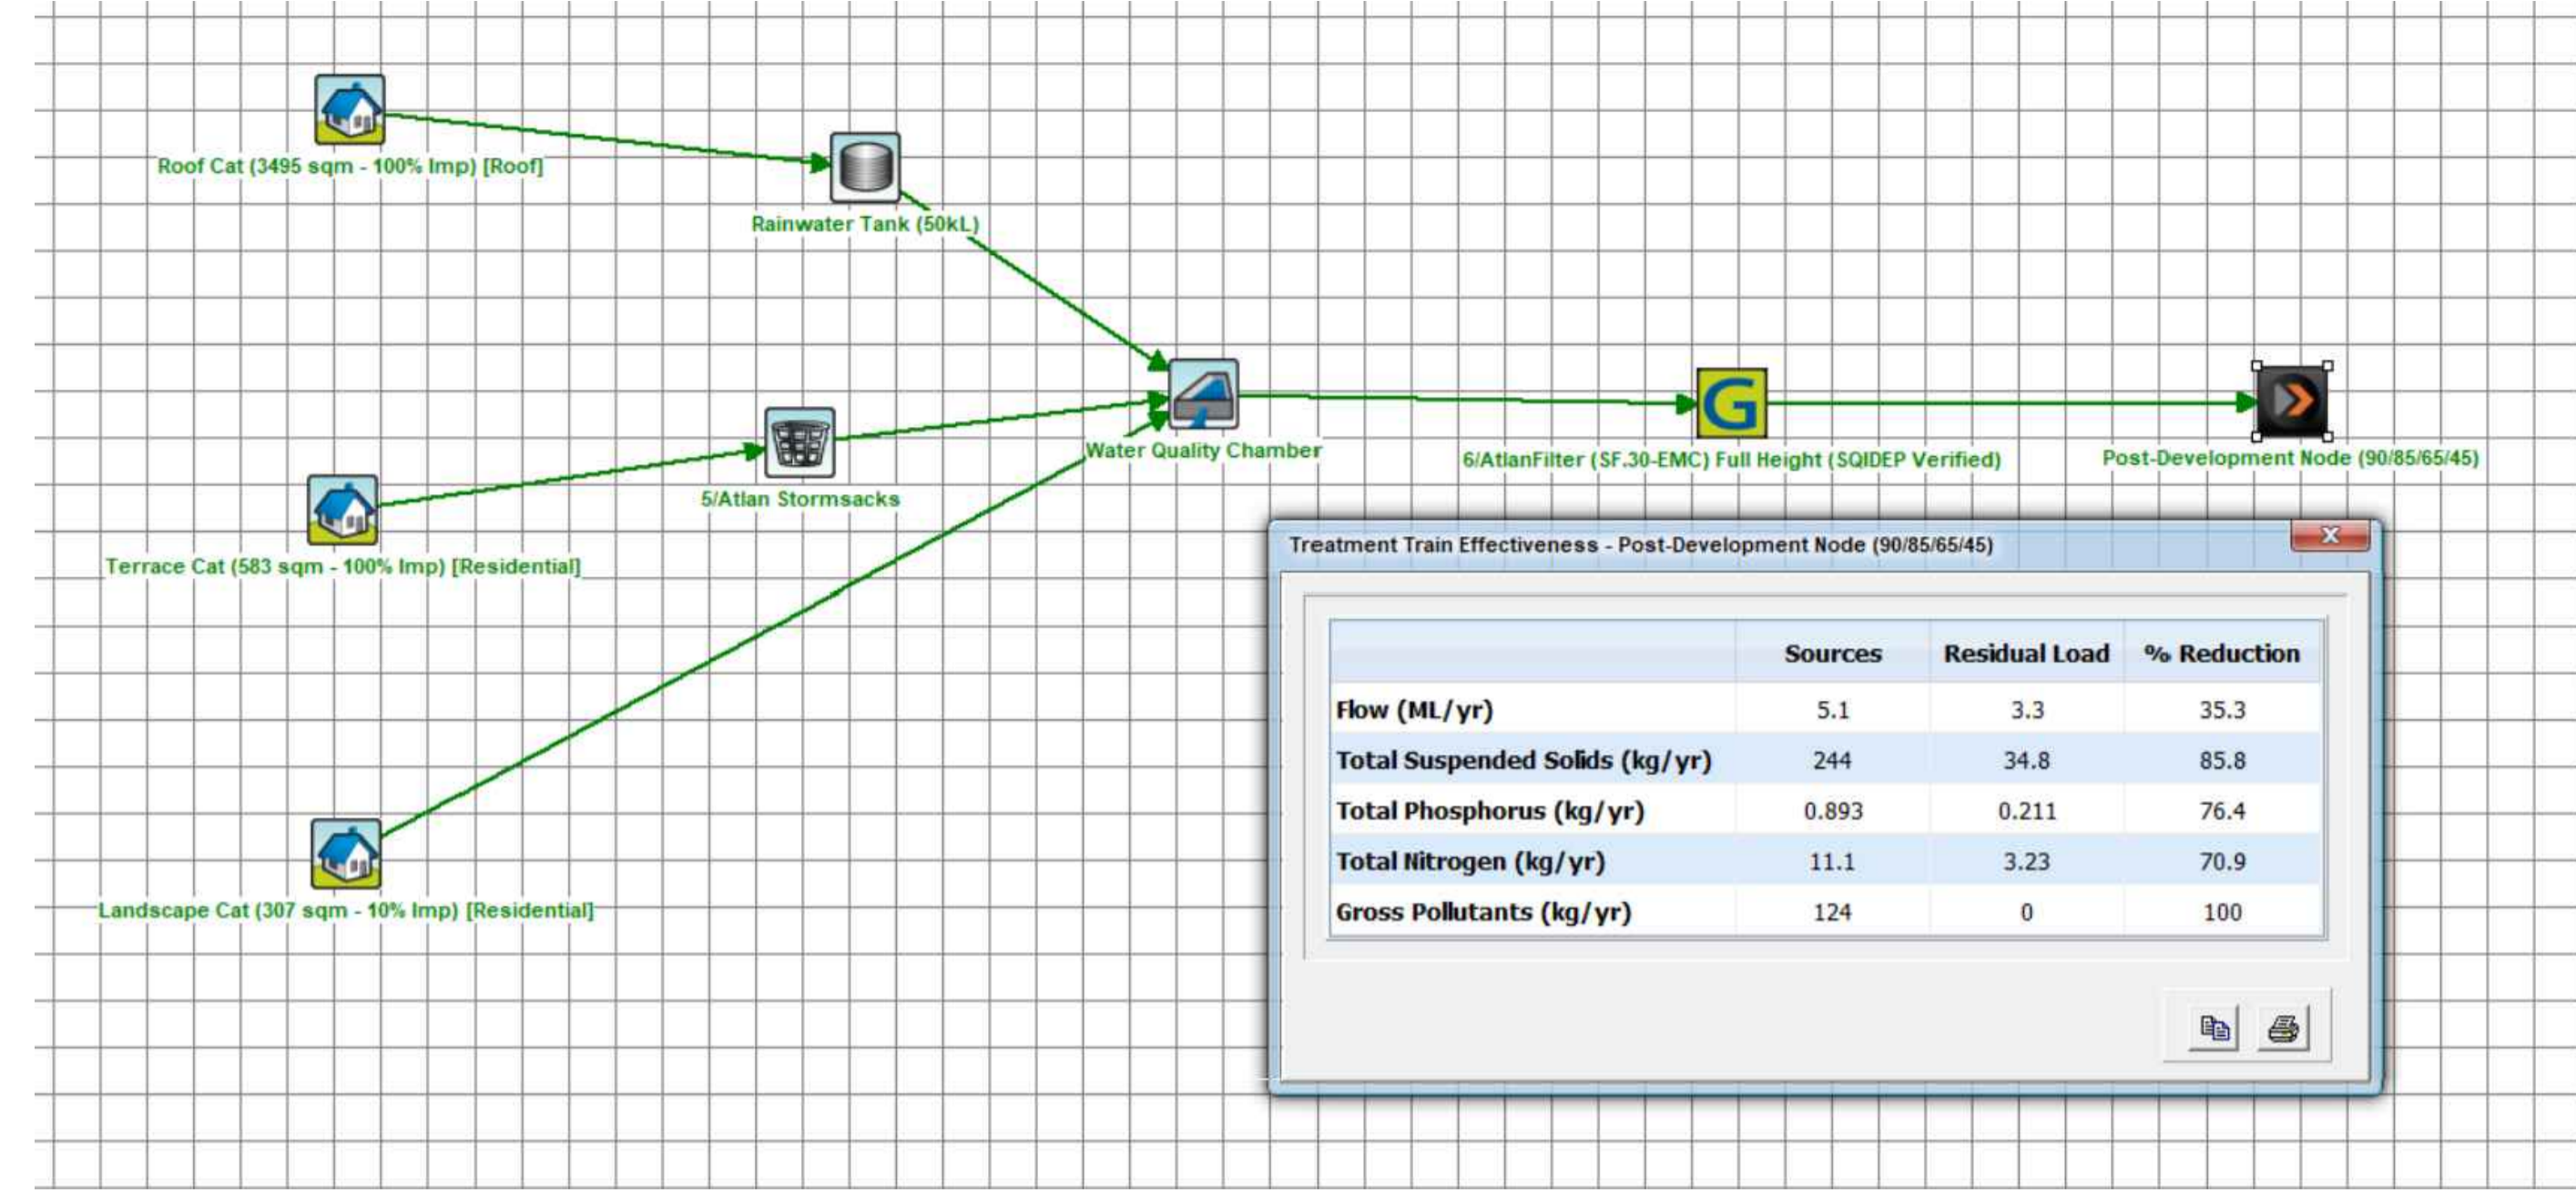 Roof Cat (3495 sqm - 100% Imp) [Roof]
Rainwater Tank (50kL)
Water Quality Chamber
G
6/AtlanFilter (SF.30-EMC) Full Height (SQIDEP Verified)
Post-Development Node (90/85/65/45)
5/Atlan Stormsacks
Terrace Cat (583 sqm - 100% Imp) [Residential]
Landscape Cat (307 sqm - 10% Imp) [Residential]
Treatment Train Effectiveness - Post-Development Node (90/85/65/45)
Sources Residual Load % Reduction
Flow (ML/yr) 5.1 3.3 35.3
Total Suspended Solids (kg/yr) 244 34.8 85.8
Total Phosphorus (kg/yr) 0.893 0.211 76.4
Total Nitrogen (kg/yr) 11.1 3.23 70.9
Gross Pollutants (kg/yr) 124 0 100